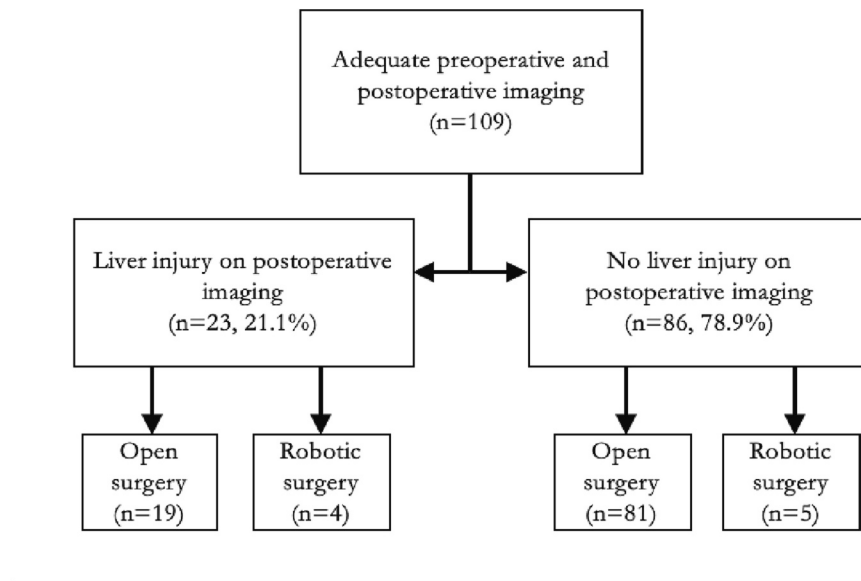 Adequate preoperative and
postoperative imaging
(n=109)
Liver injury on postoperative
imaging
(n=23, 21.1%)
No liver injury on
postoperative imaging
(n=86, 78.9%)
Open
surgery
(n=19)
Robotic
surgery
(n=4)
Open
surgery
(n=81)
Robotic
surgery
(n=5)